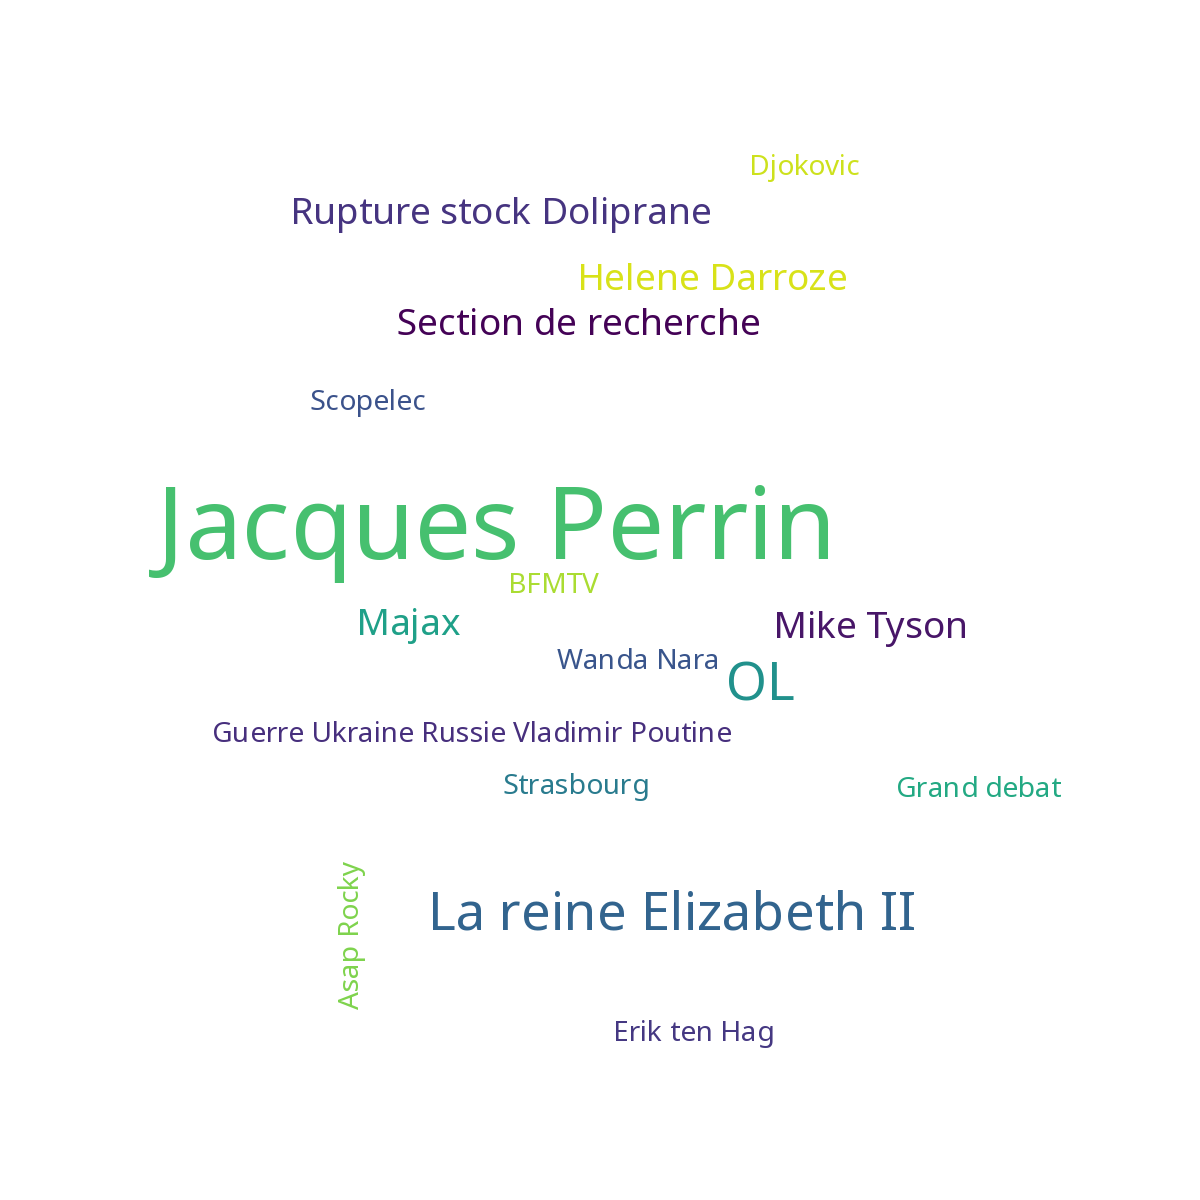 Djokovic
Rupture stock Doliprane
Helene Darroze
Section de recherche
Scopelec
Jacques Perrin
BFMTV
Majax
Mike Tyson
Wanda Nara
OL
Guerre Ukraine Russie Vladimir Poutine
Strasbourg
Grand debat
Asap Rocky
La reine Elizabeth II
Erik ten Hag